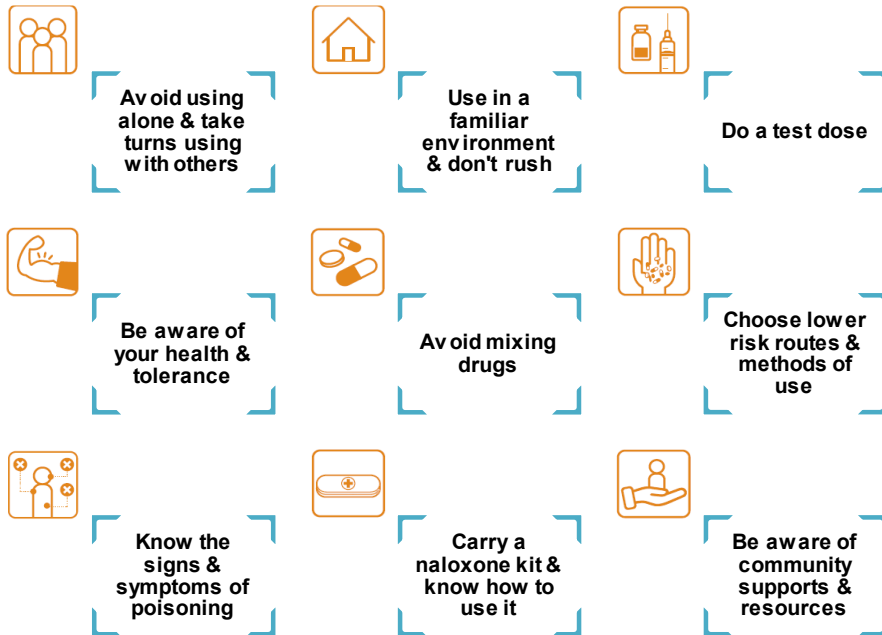 Avoid using
alone & take
turns using
with others
Use in a
familiar
environment
& don't rush
Do a test dose
Be aware of
your health &
tolerance
Avoid mixing
drugs
Choose lower
risk routes &
methods of
use
Know the
signs &
symptoms of
poisoning
Carry a
naloxone kit &
know how to
use it
Be aware of
community
supports &
resources